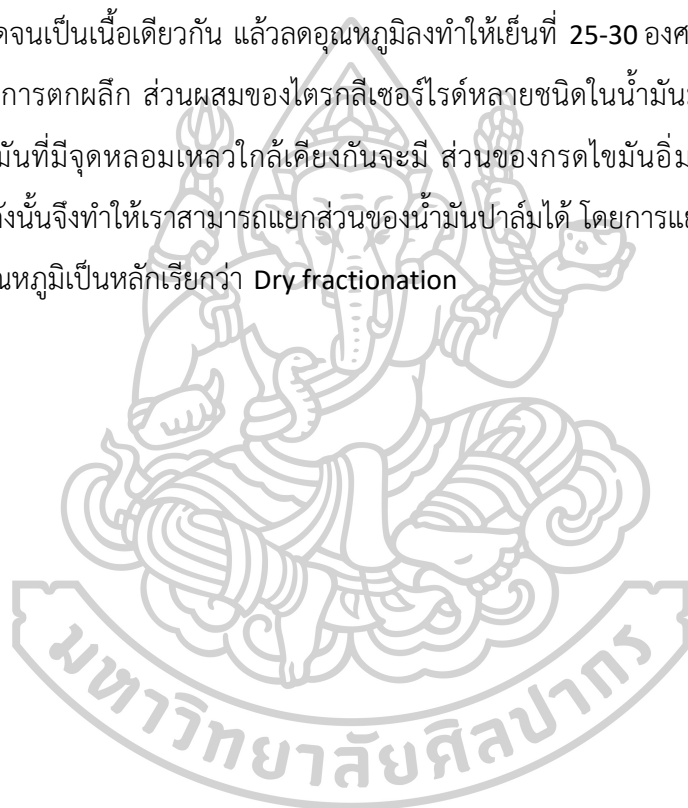 จนเป็นเนื้อเดียวกัน แล้วลดอุณหภูมิลงทำให้เย็นที่ 25-30 องศ
การตกผลึก ส่วนผสมของไตรกลีเซอร์ไรด์หลายชนิดในน้ำมัน
มันที่มีจุดหลอมเหลวใกล้เคียงกันจะมี ส่วนของกรดไขมันอิ่ม
ดังนั้นจึงทำให้เราสามารถแยกส่วนของน้ำมันปาล์มได้ โดยการแย
ณหภูมิเป็นหลักเรียกว่า Dry fractionation
มหาวิทยาลัยศิลปากร